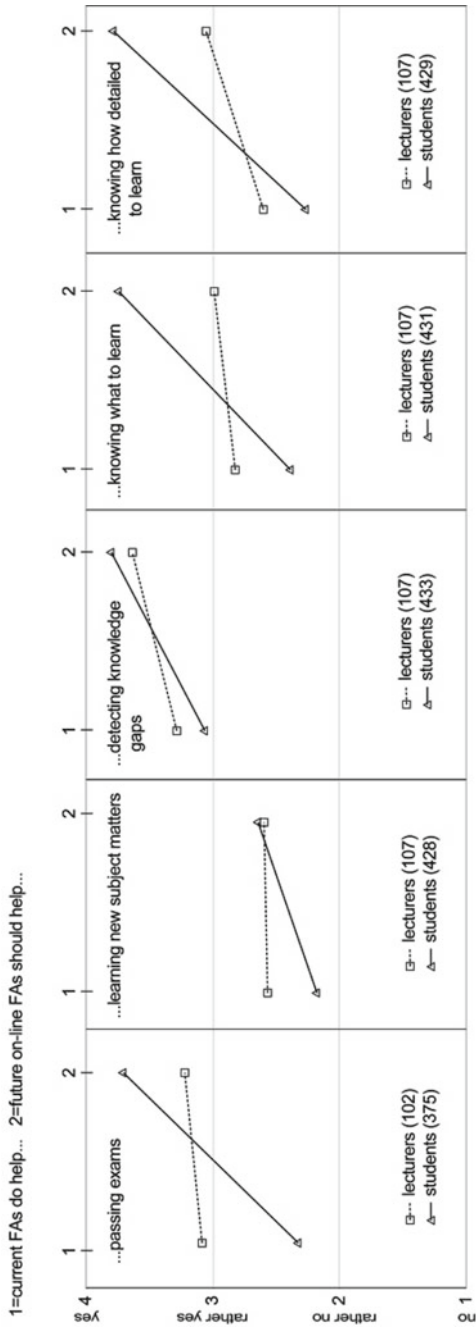 1=current FAs do help... 2=future on-line FAs should help...
1
2
1
2
1
2
1
2
1
2
4
yes
3
rather yes
2
rather no
1
no
....passing exams
lecturers (102)
students (375)
....learning new subject matters
lecturers (107)
students (428)
....detecting knowledge
gaps
lecturers (107)
students (433)
....knowing what to learn
lecturers (107)
students (431)
....knowing how detailed
to learn
lecturers (107)
students (429)